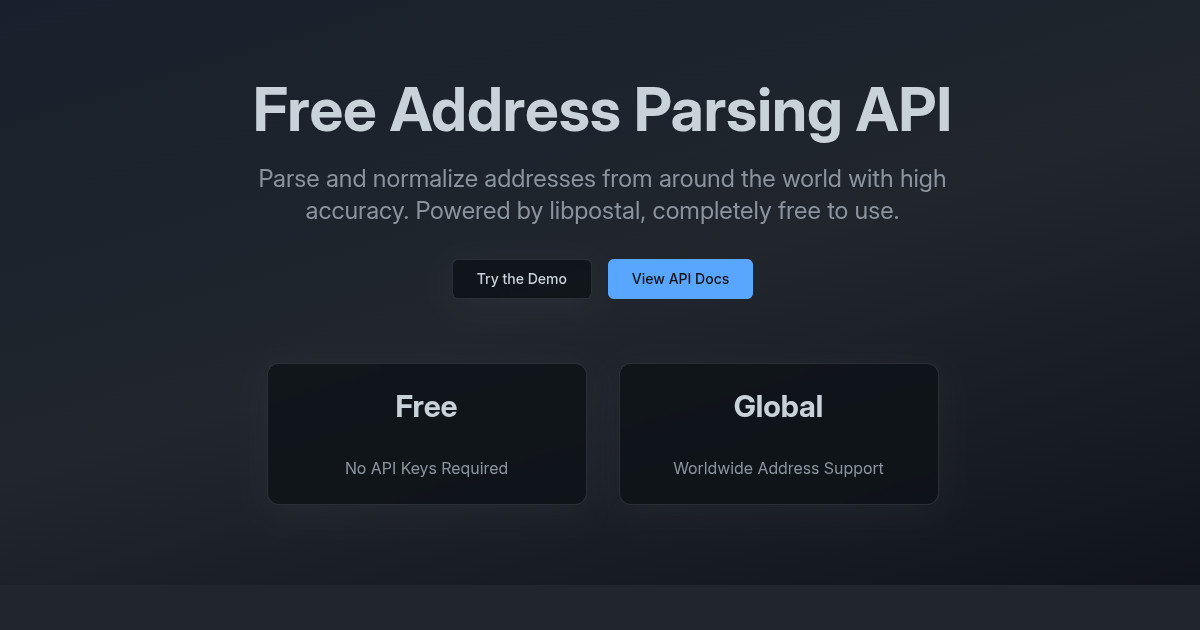 Free Address Parsing API
Parse and normalize addresses from around the world with high
accuracy. Powered by libpostal, completely free to use.
Try the Demo
View API Docs
Free
No API Keys Required
Global
Worldwide Address Support